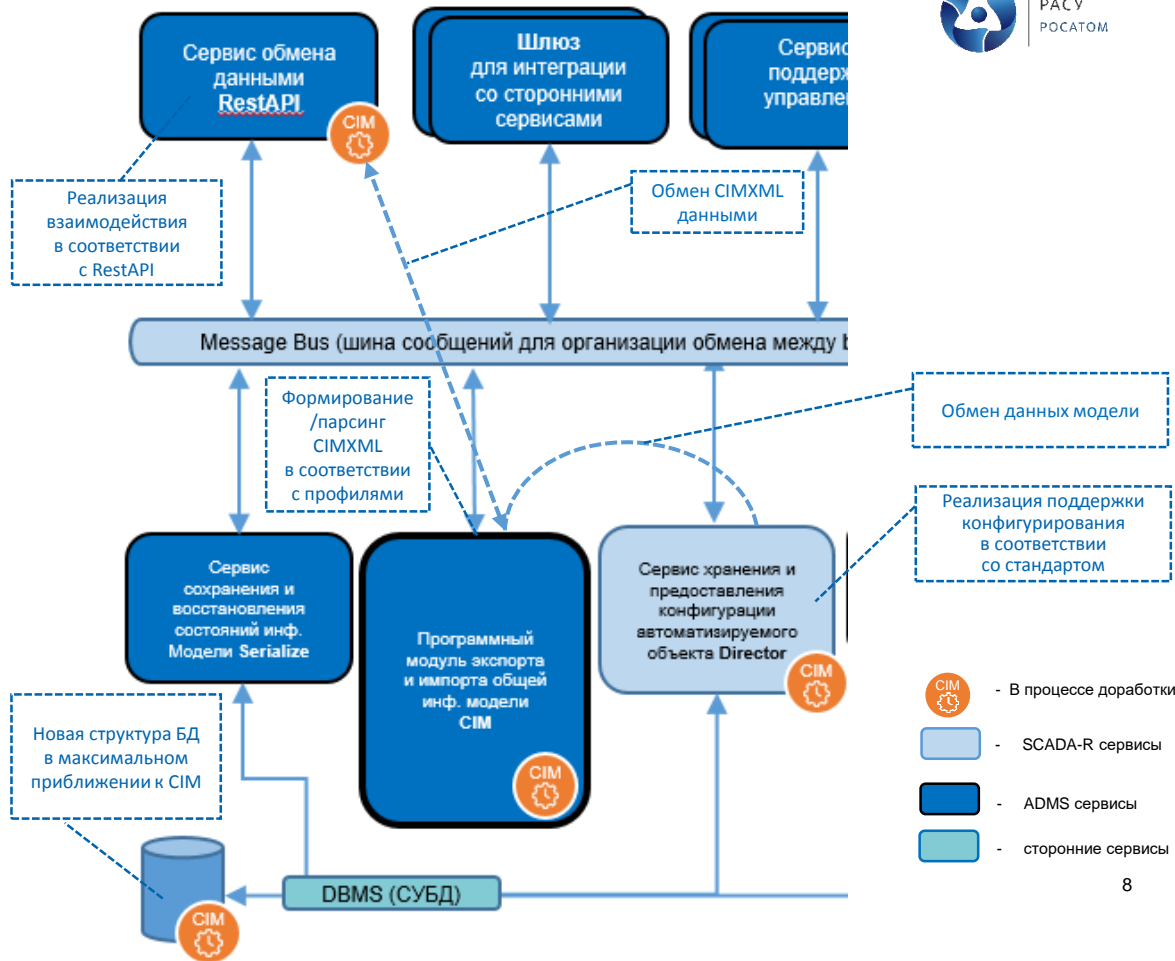 РАСУ
РОСАТОМ
Сервис обмена
данными
RestAPI
CIM
Шлюз
для интеграции
со сторонними
сервисами
Реализация
взаимодействия
в соответствии
с RestAPI
Обмен CIMXML
данными
Message Bus (шина сообщений для организации обмена между
Формирование
/парсинг
CIMXML
в соответствии
с профилями
Обмен данных модели
Реализация поддержки
конфигурирования
в соответствии
со стандартом
Сервис
сохранения и
восстановления
состояний инф.
Модели Serialize
Программный
модуль экспорта
и импорта общей
инф. модели
CIM
CIM
Сервис хранения и
предоставления
конфигурации
автоматизируемого
объекта Director
CIM
Новая структура БД
в максимальном
приближении к CIM
CIM
DBMS (СУБД)
CIM - В процессе доработки
- SCADA-R сервисы
- ADMS сервисы
- сторонние сервисы
8